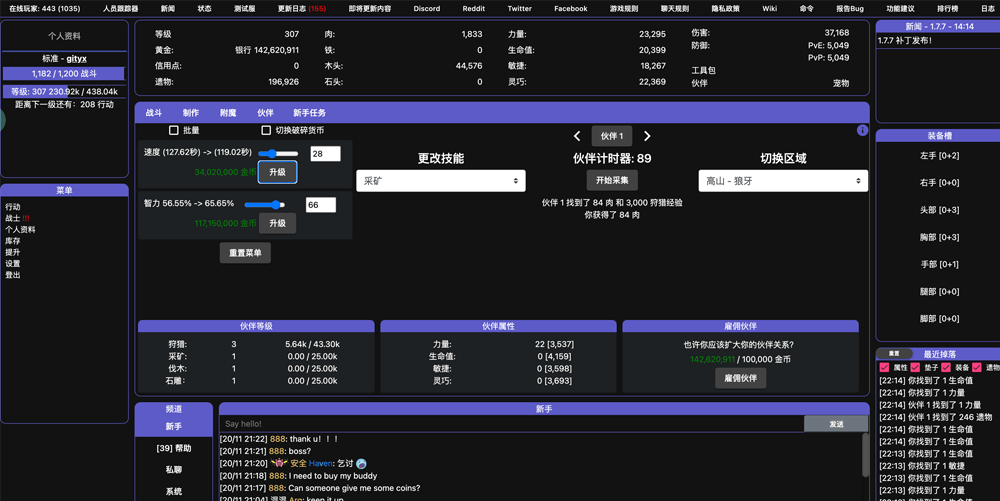 在线玩家: 443 (1035) 人员跟踪器 新闻 状态 测试服 更新日志 (155) 即将更新内容 Discord Reddit Twitter Facebook 游戏规则 聊天规则 隐私政策 Wiki 命令 报告Bug 功能建议 排行榜 日志
个人资料
标准 - gityx
1,182 / 1,200 战斗
等级: 307 230.92k / 438.04k
距离下一级还有: 208 行动
菜单
行动
战士 !!!
个人资料
库存
提升
设置
登出
等级 307 肉: 1,833 力量: 23,295 伤害: 37,168
黄金: 银行 142,620,911 铁: 0 生命值: 20,399 防御: PvE: 5,049
PvP: 5,049
信用点: 0 木头: 44,576 敏捷: 18,267 工具包
遗物: 196,926 石头: 0 灵巧: 22,369 伙伴 宠物
战斗 制作 附魔 伙伴 新手任务
批量 切换破碎货币
速度 (127.62秒) -> (119.02秒) 28
34,020,000 金币 升级
智力 56.55% -> 65.65% 66
117,150,000 金币 升级
重置菜单
伙伴 1
更改技能 伙伴计时器: 89 切换区域
采矿 开始采集 高山 - 狼牙
伙伴 1 找到了 84 肉 和 3,000 狩猎经验
你获得了 84 肉
伙伴等级
狩猎: 3 5.64k / 43.30k
采矿: 1 0.00 / 25.00k
伐木: 1 0.00 / 25.00k
石雕: 1 0.00 / 25.00k
伙伴属性
力量: 22 [3,537]
生命值: 0 [4,159]
敏捷: 0 [3,598]
灵巧: 0 [3,693]
雇佣伙伴
也许你应该扩大你的伙伴关系?
142,620,911 / 100,000 金币
雇佣伙伴
频道
新手
[39] 帮助
私聊
系统
新手
Say hello! 发送
[20/11 21:22] 888: thank u! ！！
[20/11 21:21] 888: boss?
[20/11 21:20] 安全 Haven: 乞讨
[20/11 21:18] 888: I need to buy my buddy
[20/11 21:17] 888: Can someone give me some coins?
[20/11 21:04] 混混 Arg: keep it up
新闻 - 1.7.7 - 14:14
1.7.7 补丁发布!
装备槽
左手 [0+2]
右手 [0+0]
头部 [0+3]
胸部 [0+3]
手部 [0+1]
腿部 [0+0]
脚部 [0+0]
重置 最近掉落
属性 垫子 装备 遗物
[22:14] 你找到了 1 生命值
[22:14] 你找到了 1 力量
[22:14] 伙伴 1 找到了 1 力量
[22:14] 伙伴 1 找到了 246 遗物
[22:14] 你找到了 1 生命值
[22:14] 你找到了 1 生命值
[22:13] 你找到了 1 生命值
[22:13] 你找到了 1 敏捷
[22:13] 你找到了 1 生命值
[22:13] 你找到了 1 力量